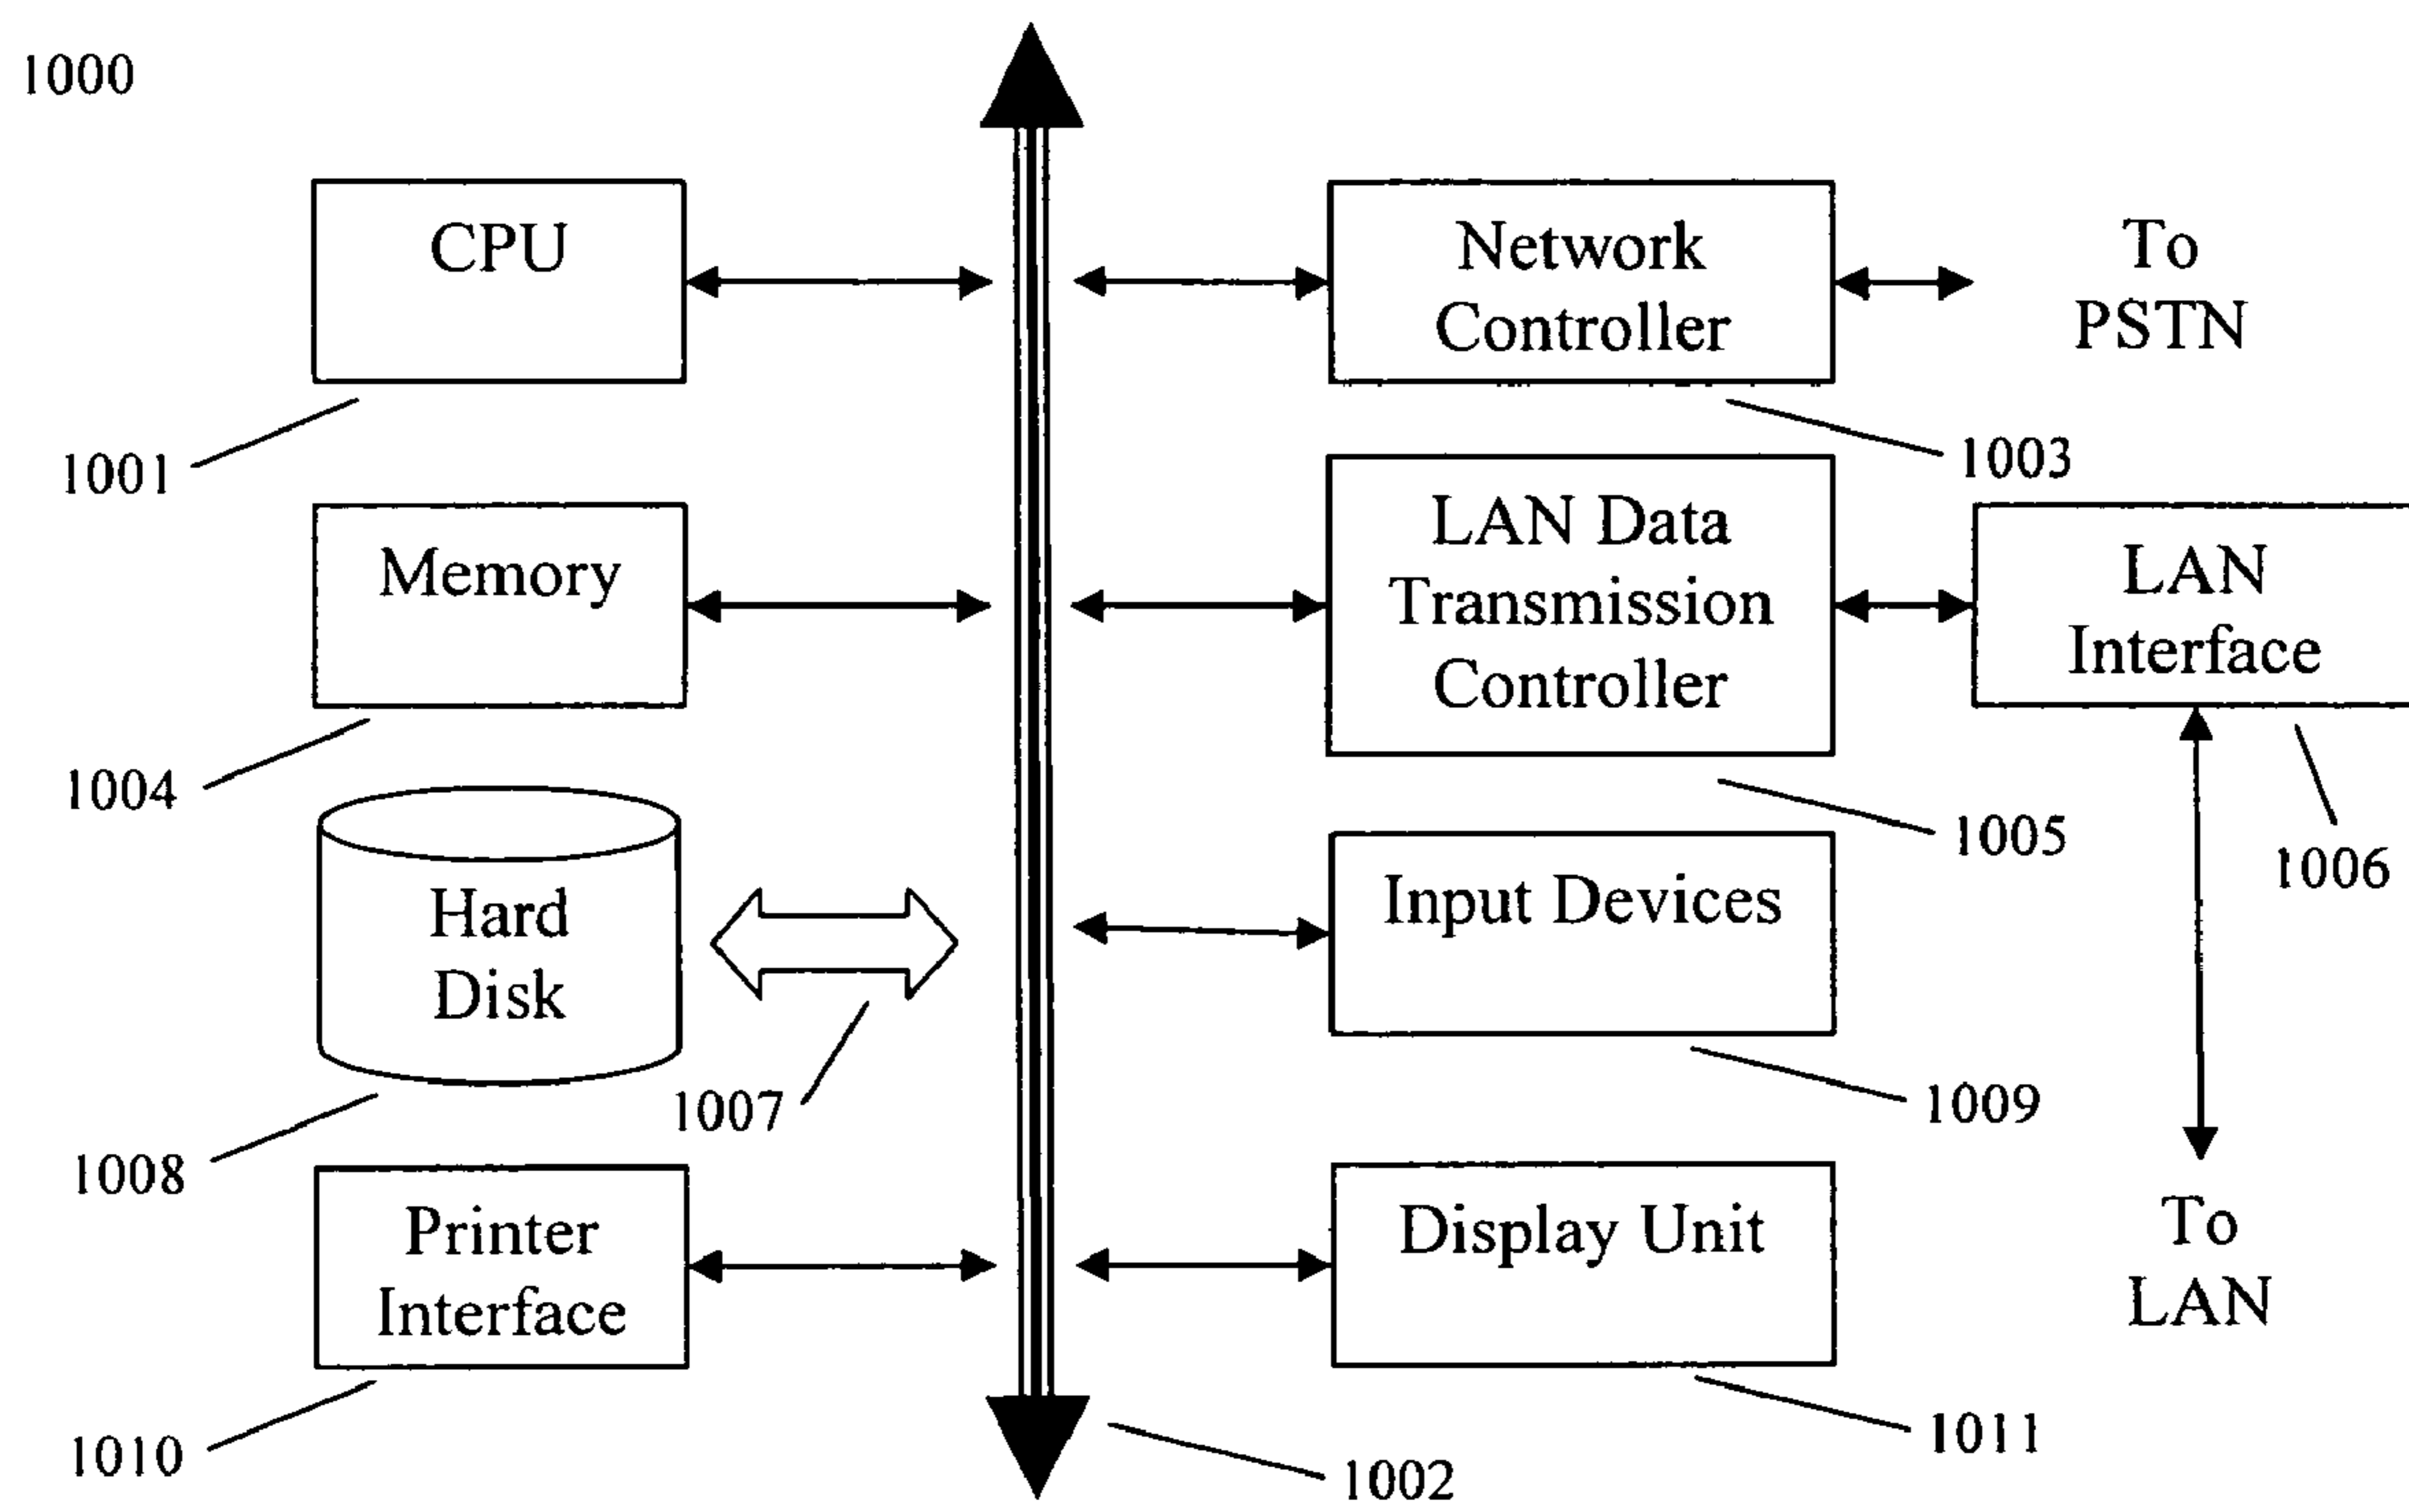 1000
CPU
Network
Controller
To
PSTN
1001
1003
Memory
LAN Data
Transmission
Controller
LAN
Interface
1004
1005
1006
Hard
Disk
Input Devices
1007
1009
1008
Printer
Interface
Display Unit
To
LAN
1010
1002
1011